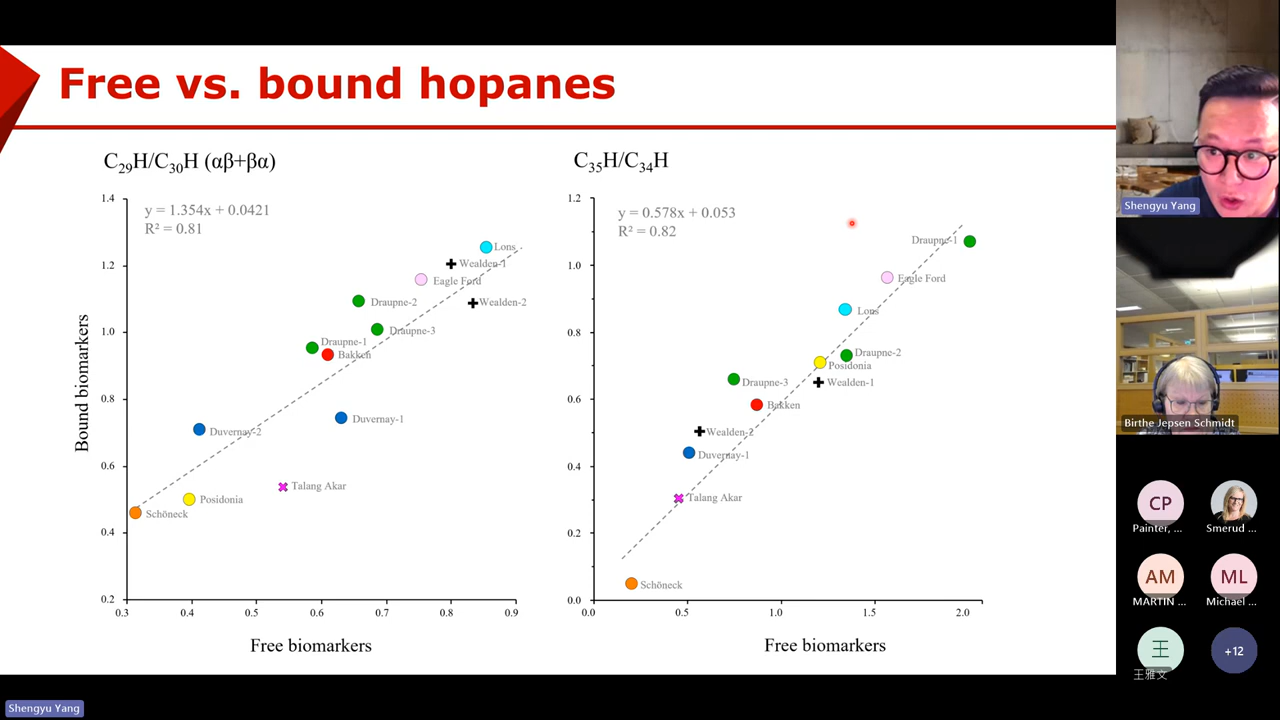 Free vs. bound hopanes
C₂₉H/C₃₀H (αβ+βα)
y = 1.354x + 0.0421
R² = 0.81
Bound biomarkers
1.4
1.2
1.0
0.8
0.6
0.4
0.2
0.3
0.4
0.5
0.6
0.7
0.8
0.9
Free biomarkers
Lons
Wealden-1
Eagle Ford
Wealden-2
Draupne-2
Draupne-3
Draupne-1
Bakken
Duvernay-1
Duvernay-2
Talang Akar
Posidonia
Schöneck
C₃₅H/C₃₄H
y = 0.578x + 0.053
R² = 0.82
1.2
1.0
0.8
0.6
0.4
0.2
0.0
0.0
0.5
1.0
1.5
2.0
Free biomarkers
Draupne-1
Eagle Ford
Lons
Draupne-2
Posidonia
Wealden-1
Draupne-3
Bakken
Wealden-2
Duvernay-1
Talang Akar
Schöneck
Shengyu Yang
Birthe Jepsen Schmidt
CP
Painter, ...
Smerud ...
AM
MARTIN ...
ML
Michael ...
王
王雅文
+12
Shengyu Yang